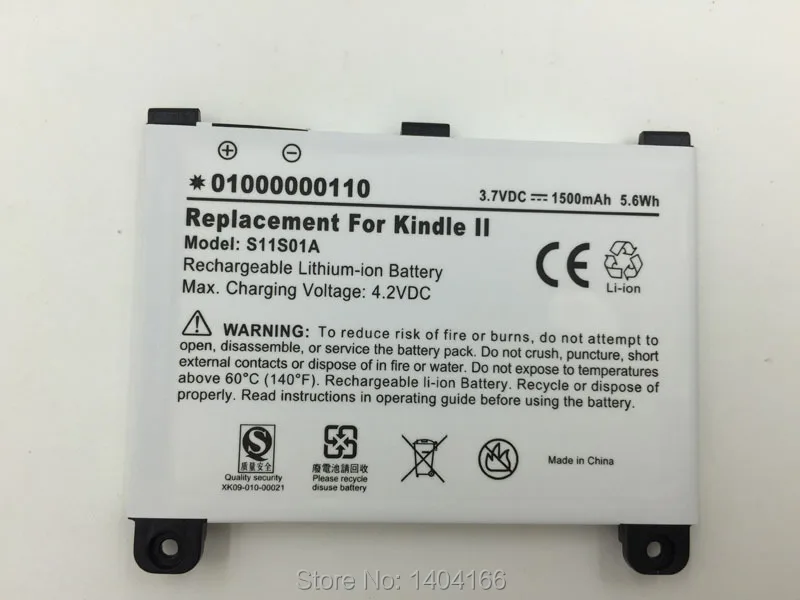 ⊕ ⊖
✷01000000110
3.7VDC ⎓ 1500mAh 5.6Wh
Replacement For Kindle II
Model: S11S01A
Rechargeable Lithium-ion Battery
Max. Charging Voltage: 4.2VDC
CE
Li-ion
WARNING: To reduce risk of fire or burns, do not attempt to
open, disassemble, or service the battery pack. Do not crush, puncture, short
external contacts or dispose of in fire or water. Do not expose to temperatures
above 60°C (140°F). Rechargeable li-ion Battery. Recycle or dispose of
properly. Read instructions in operating guide before using the battery.
质量安全
Quality security
XK09-010-00021
廢電池請回收
Please recycle
disuse battery
Made in China
Store No: 1404166